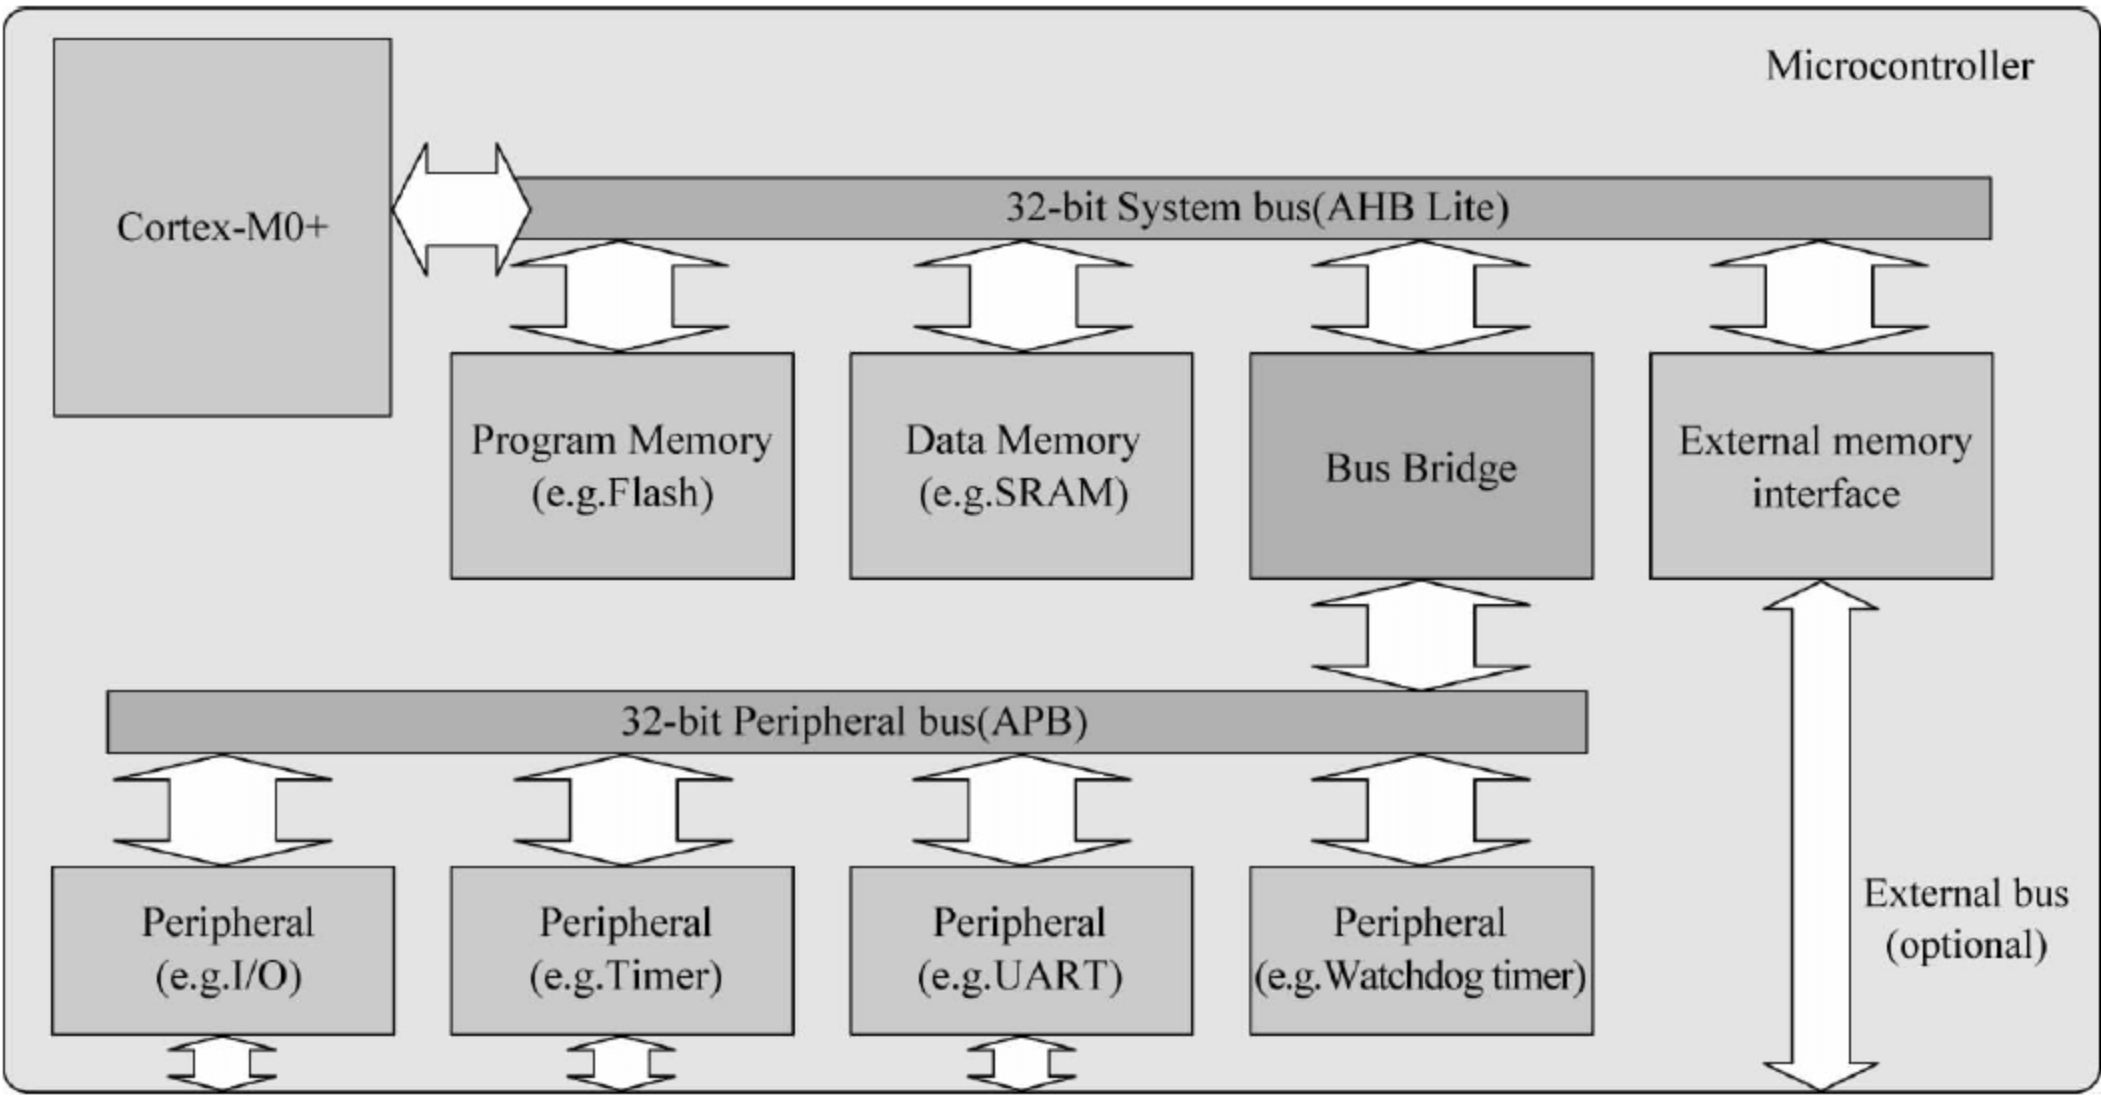 Microcontroller
Cortex-M0+
32-bit System bus(AHB Lite)
Program Memory
(e.g.Flash)
Data Memory
(e.g.SRAM)
Bus Bridge
External memory
interface
32-bit Peripheral bus(APB)
Peripheral
(e.g.I/O)
Peripheral
(e.g.Timer)
Peripheral
(e.g.UART)
Peripheral
(e.g.Watchdog timer)
External bus
(optional)